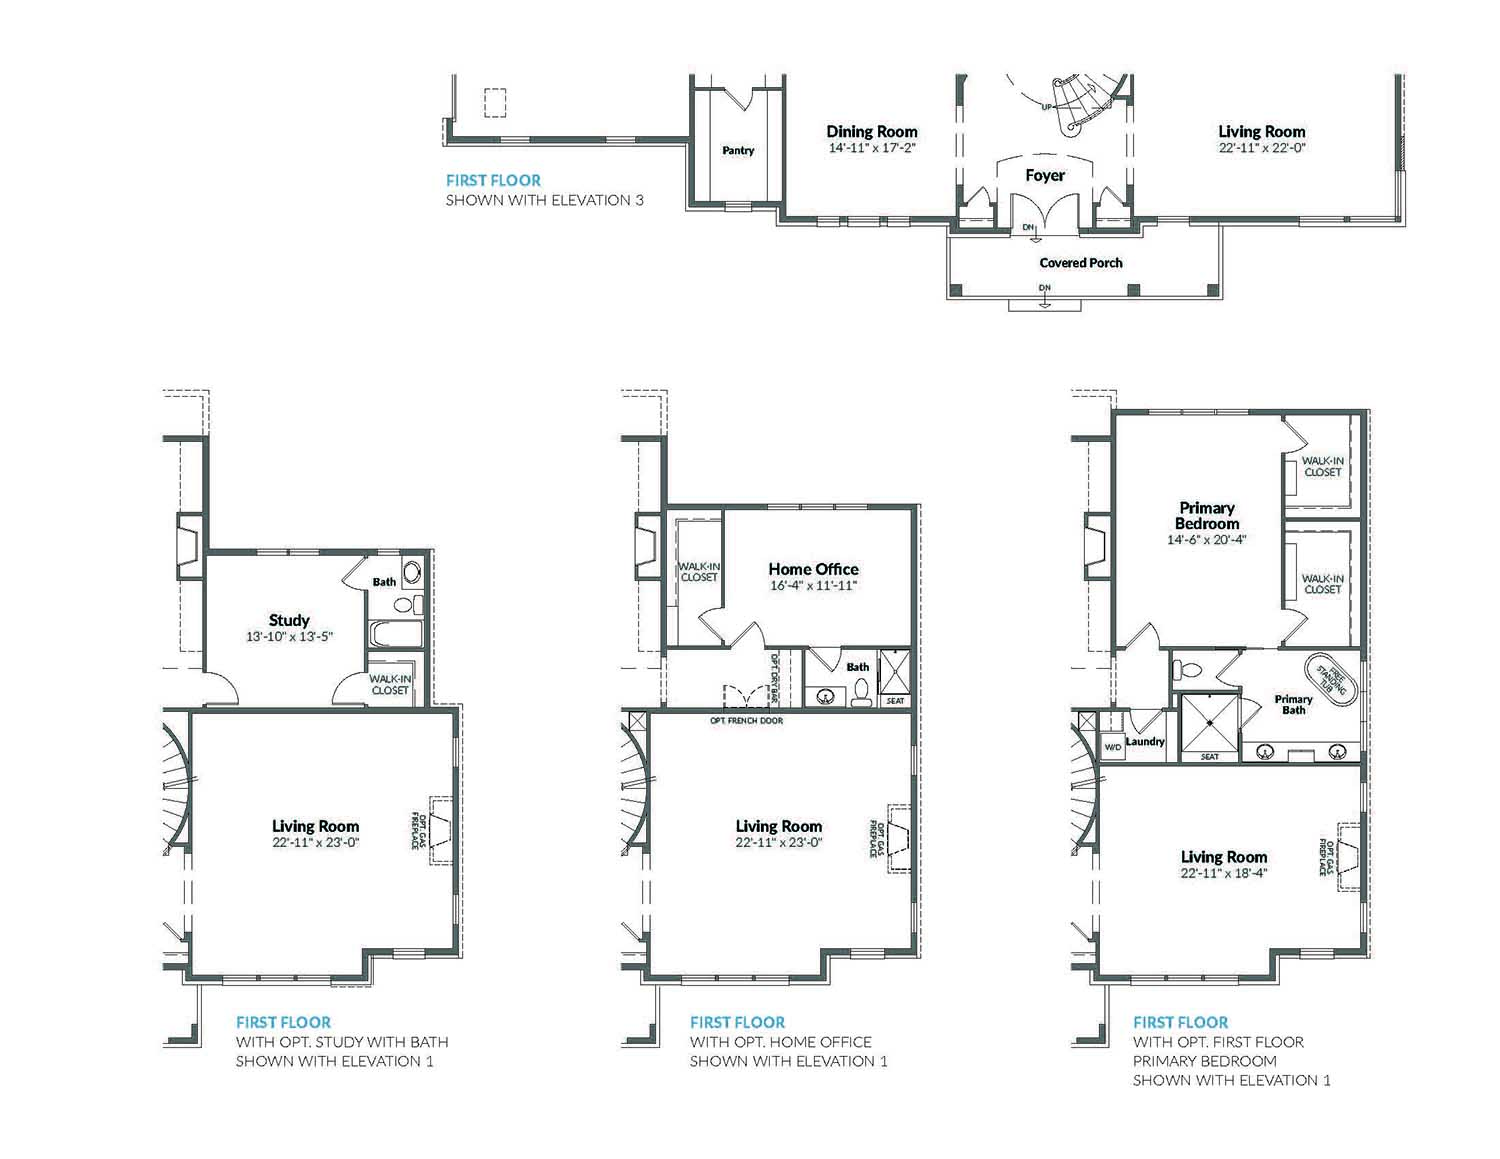 UP
Dining Room
14'-11" x 17'-2"
Living Room
22'-11" x 22'-0"
Pantry
Foyer
FIRST FLOOR
SHOWN WITH ELEVATION 3
DN
Covered Porch
DN
Bath
Study
13'-10" x 13'-5"
WALK-IN
CLOSET
Living Room
22'-11" x 23'-0"
OPT. GAS
FIREPLACE
FIRST FLOOR
WITH OPT. STUDY WITH BATH
SHOWN WITH ELEVATION 1
WALK-IN
CLOSET
Home Office
16'-4" x 11'-11"
OPT. DRY BAR
Bath
SEAT
OPT. FRENCH DOOR
Living Room
22'-11" x 23'-0"
OPT. GAS
FIREPLACE
FIRST FLOOR
WITH OPT. HOME OFFICE
SHOWN WITH ELEVATION 1
WALK-IN
CLOSET
Primary
Bedroom
14'-6" x 20'-4"
WALK-IN
CLOSET
FREE
STANDING
TUB
Primary
Bath
Laundry
W/D
SEAT
Living Room
22'-11" x 18'-4"
OPT. GAS
FIREPLACE
FIRST FLOOR
WITH OPT. FIRST FLOOR
PRIMARY BEDROOM
SHOWN WITH ELEVATION 1